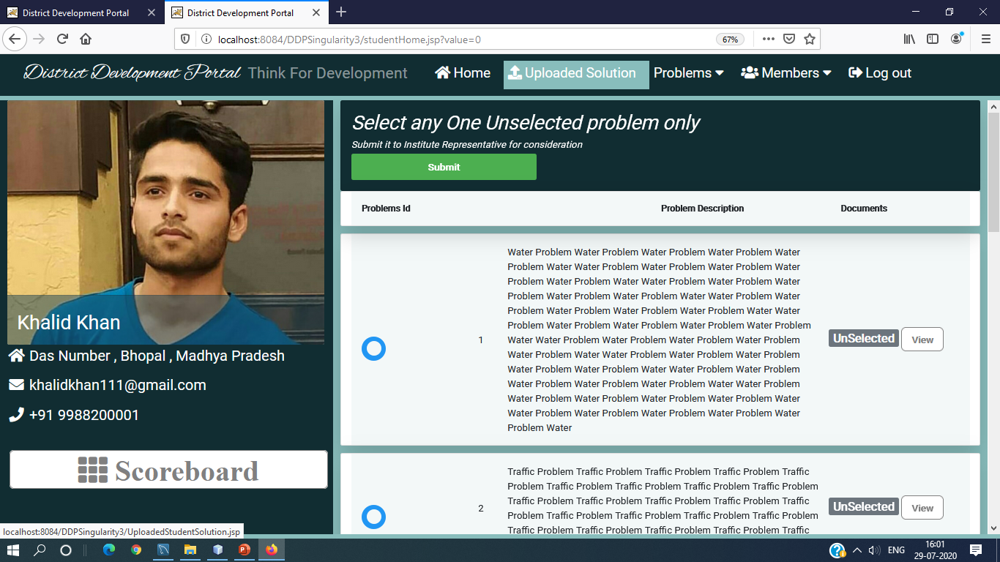 District Development Portal
District Development Portal
localhost:8084/DDPSingularity3/studentHome.jsp?value=0
67%
District Development Portal Think For Development Home Uploaded Solution Problems Members Log out
Khalid Khan
Das Number , Bhopal , Madhya Pradesh
khalidkhan111@gmail.com
+91 9988200001
Scoreboard
Select any One Unselected problem only
Submit it to Institute Representative for consideration
Submit
Problems Id Problem Description Documents
1
Water Problem Water Problem Water Problem Water Problem Water
Problem Water Water Problem Water Problem Water Problem Water
Problem Water Problem Water Water Problem Water Problem Water
Problem Water Problem Water Problem Water Water Problem Water
Problem Water Problem Water Problem Water Problem Water Water
Problem Water Problem Water Problem Water Problem Water Problem
Water Water Problem Water Problem Water Problem Water Problem
Water Problem Water Water Problem Water Problem Water Problem
Water Problem Water Problem Water Water Problem Water Problem
Water Problem Water Problem Water Problem Water Water Problem
Water Problem Water Problem Water Problem Water Problem Water
Water Problem Water Problem Water Problem Water Problem Water
Problem Water
UnSelected View
2
Traffic Problem Traffic Problem Traffic Problem Traffic Problem Traffic
Problem Traffic Problem Traffic Problem Traffic Problem Traffic Problem
Traffic Problem Traffic Problem Traffic Problem Traffic Problem Traffic
Problem Traffic Problem Traffic Problem Traffic Problem Traffic Problem
Traffic Problem Traffic Problem Traffic Problem Traffic Problem Traffic
UnSelected View
localhost:8084/DDPSingularity3/UploadedStudentSolution.jsp
ENG
16:01
29-07-2020